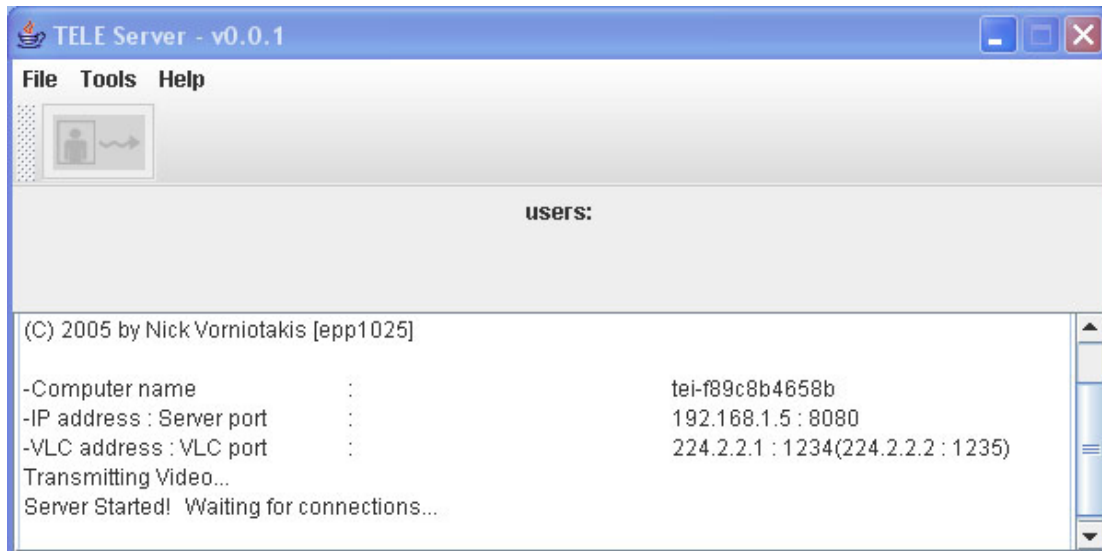 TELE Server - v0.0.1
File Tools Help
users:
(C) 2005 by Nick Vorniotakis [epp1025]
-Computer name : tei-f89c8b4658b
-IP address : Server port : 192.168.1.5 : 8080
-VLC address : VLC port : 224.2.2.1 : 1234(224.2.2.2 : 1235)
Transmitting Video...
Server Started! Waiting for connections...